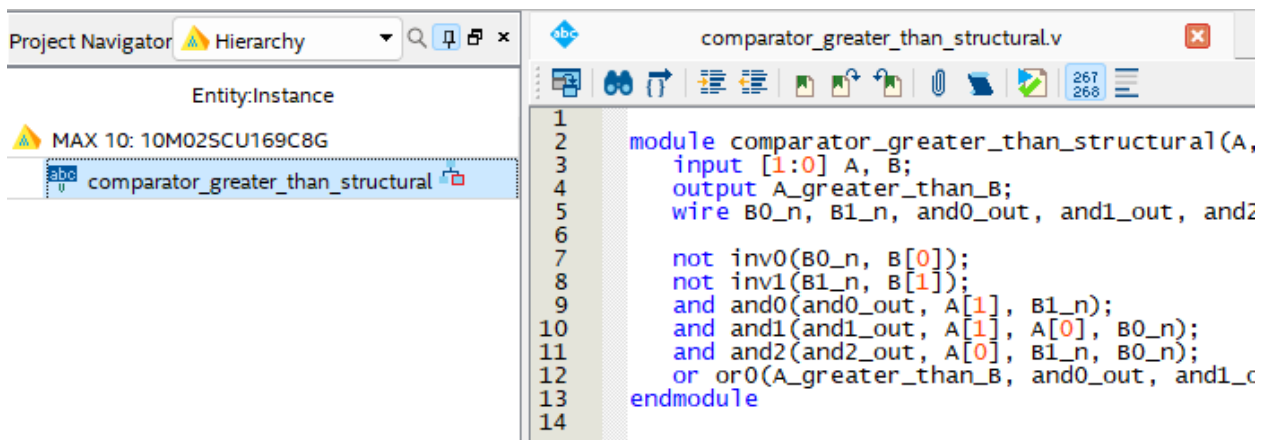 Project Navigator Hierarchy
Entity:Instance
MAX 10: 10M02SCU169C8G
abc comparator_greater_than_structural
abc comparator_greater_than_structural.v
267
268
1
2 module comparator_greater_than_structural(A,
3 input [1:0] A, B;
4 output A_greater_than_B;
5 wire B0_n, B1_n, and0_out, and1_out, and2
6
7 not inv0(B0_n, B[0]);
8 not inv1(B1_n, B[1]);
9 and and0(and0_out, A[1], B1_n);
10 and and1(and1_out, A[1], A[0], B0_n);
11 and and2(and2_out, A[0], B1_n, B0_n);
12 or or0(A_greater_than_B, and0_out, and1_o
13 endmodule
14